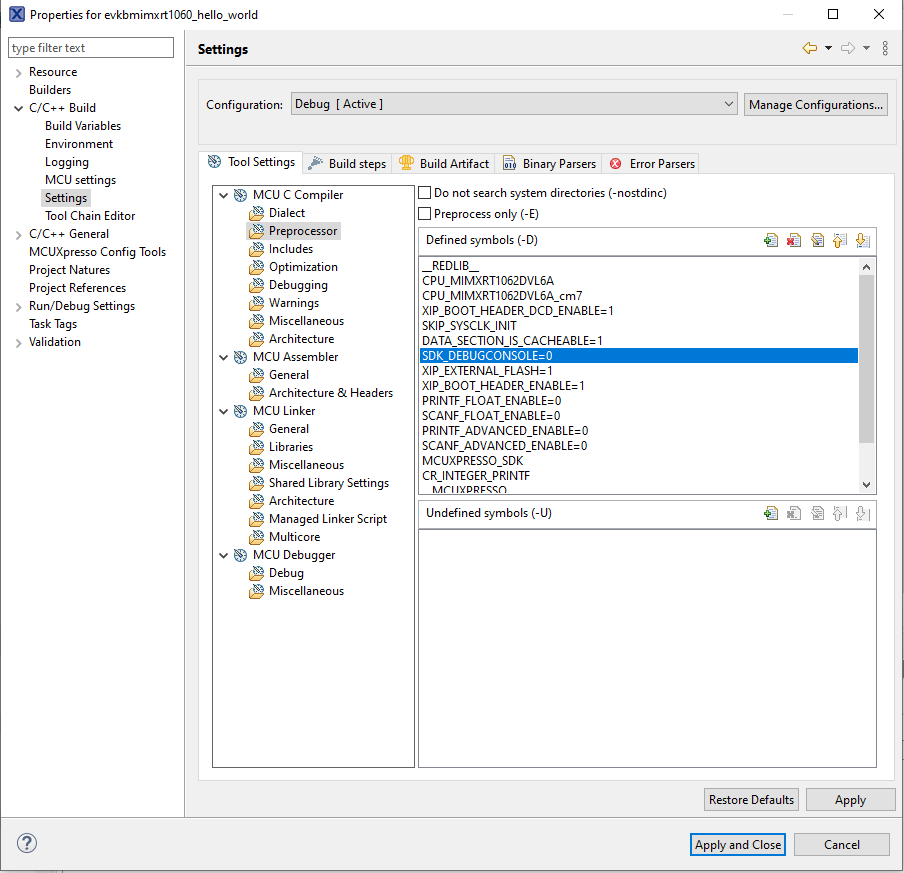 Properties for evkbmimxrt1060_hello_world
type filter text
Resource
Builders
C/C++ Build
Build Variables
Environment
Logging
MCU settings
Settings
Tool Chain Editor
C/C++ General
MCUXpresso Config Tools
Project Natures
Project References
Run/Debug Settings
Task Tags
Validation
Settings
Configuration:
Debug [ Active ]
Manage Configurations...
Tool Settings
Build steps
Build Artifact
Binary Parsers
Error Parsers
MCU C Compiler
Dialect
Preprocessor
Includes
Optimization
Debugging
Warnings
Miscellaneous
Architecture
MCU Assembler
General
Architecture & Headers
MCU Linker
General
Libraries
Miscellaneous
Shared Library Settings
Architecture
Managed Linker Script
Multicore
MCU Debugger
Debug
Miscellaneous
Do not search system directories (-nostdinc)
Preprocess only (-E)
Defined symbols (-D)
__REDLIB__
CPU_MIMXRT1062DVL6A
CPU_MIMXRT1062DVL6A_cm7
XIP_BOOT_HEADER_DCD_ENABLE=1
SKIP_SYSCLK_INIT
DATA_SECTION_IS_CACHEABLE=1
SDK_DEBUGCONSOLE=0
XIP_EXTERNAL_FLASH=1
XIP_BOOT_HEADER_ENABLE=1
PRINTF_FLOAT_ENABLE=0
SCANF_FLOAT_ENABLE=0
PRINTF_ADVANCED_ENABLE=0
SCANF_ADVANCED_ENABLE=0
MCUXPRESSO_SDK
CR_INTEGER_PRINTF
__MCUXPRESSO
Undefined symbols (-U)
Restore Defaults
Apply
?
Apply and Close
Cancel